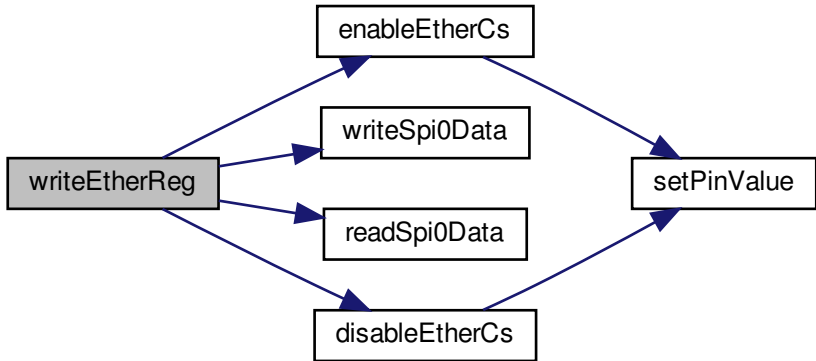 enableEtherCs
writeSpi0Data
writeEtherReg
setPinValue
readSpi0Data
disableEtherCs